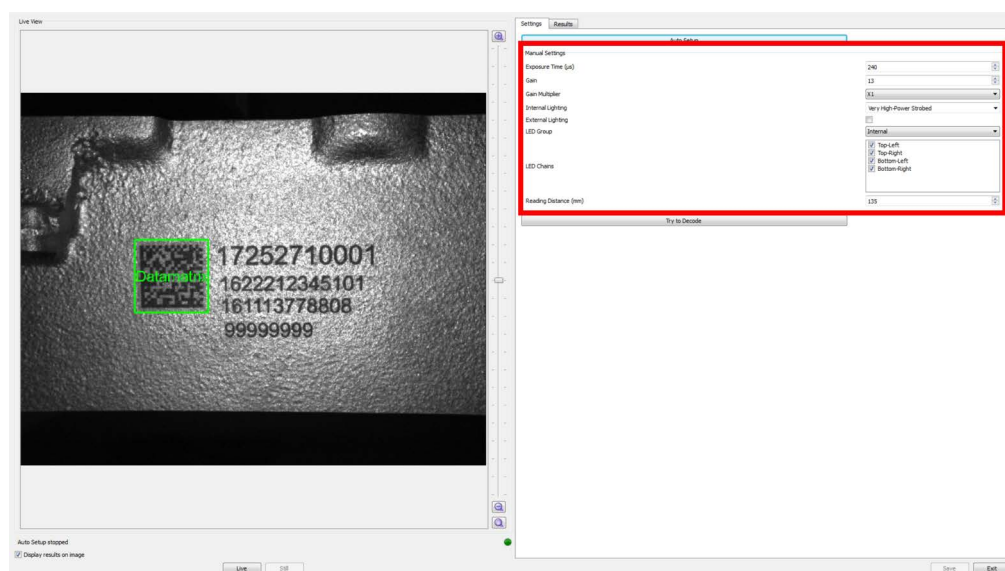 Live View
Datamatrix
17252710001
1622212345101
161113778808
99999999
Auto Setup stopped
Display results on image
Live
Still
Settings
Results
Auto Setup
Manual Settings
Exposure Time (µs)
240
Gain
13
Gain Multiplier
X1
Internal Lighting
Very High-Power Strobed
External Lighting
LED Group
Internal
LED Chains
Top-Left
Top-Right
Bottom-Left
Bottom-Right
Reading Distance (mm)
135
Try to Decode
Save
Exit